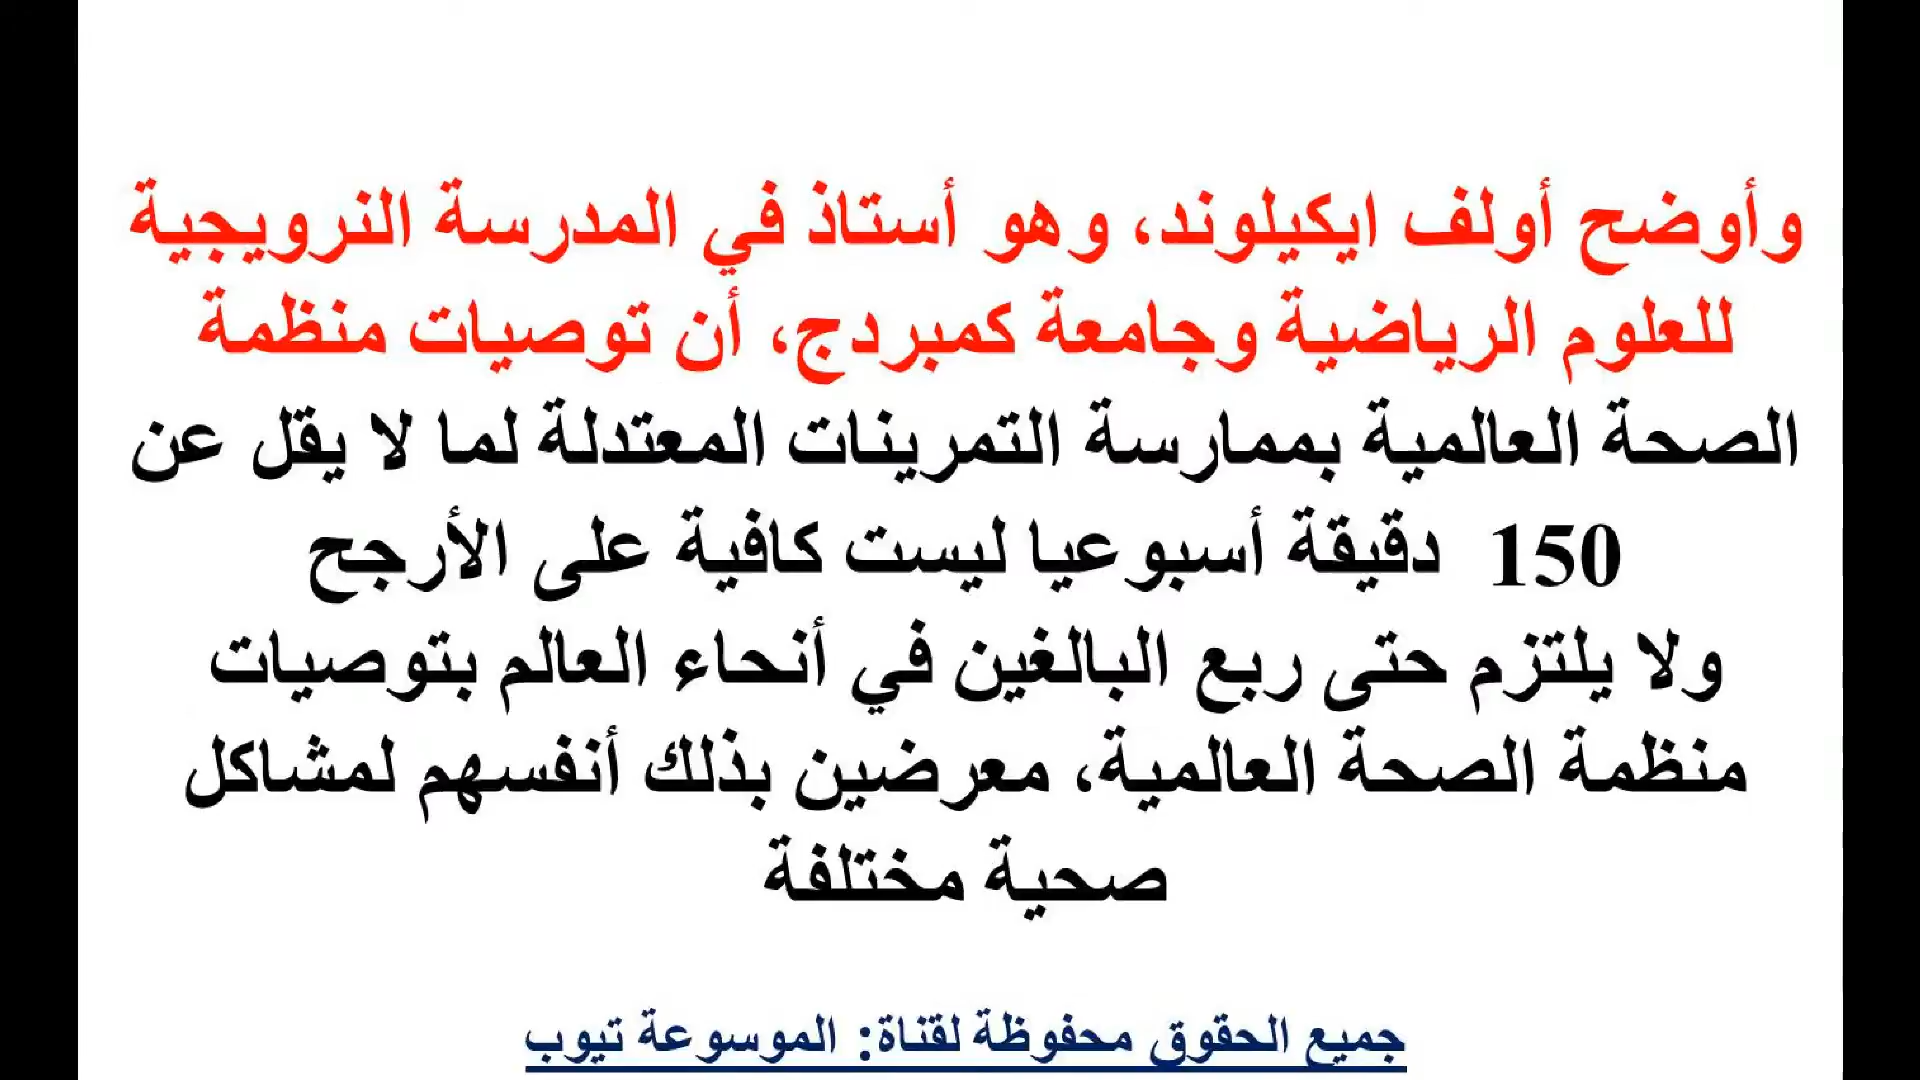 وأوضح أولف ايكيلوند، وهو أستاذ في المدرسة النرويجية
للعلوم الرياضية وجامعة كمبردج، أن توصيات منظمة
الصحة العالمية بممارسة التمرينات المعتدلة لما لا يقل عن
150 دقيقة أسبوعيا ليست كافية على الأرجح
ولا يلتزم حتى ربع البالغين في أنحاء العالم بتوصيات
منظمة الصحة العالمية، معرضين بذلك أنفسهم لمشاكل
صحية مختلفة
جميع الحقوق محفوظة لقناة: الموسوعة تيوب